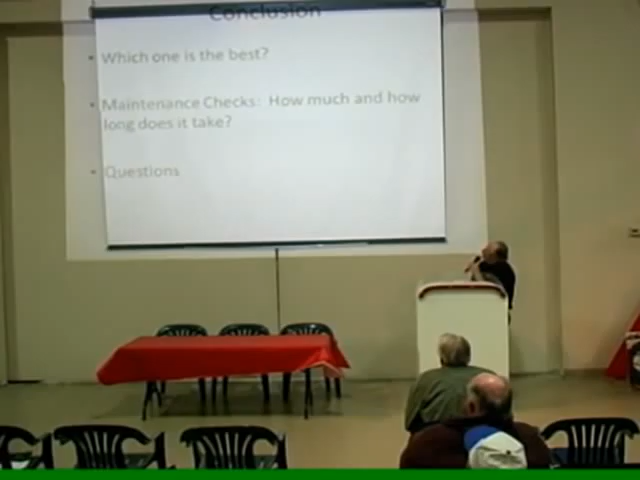 Conclusion
• Which one is the best?
• Maintenance Checks: How much and how
long does it take?
• Questions